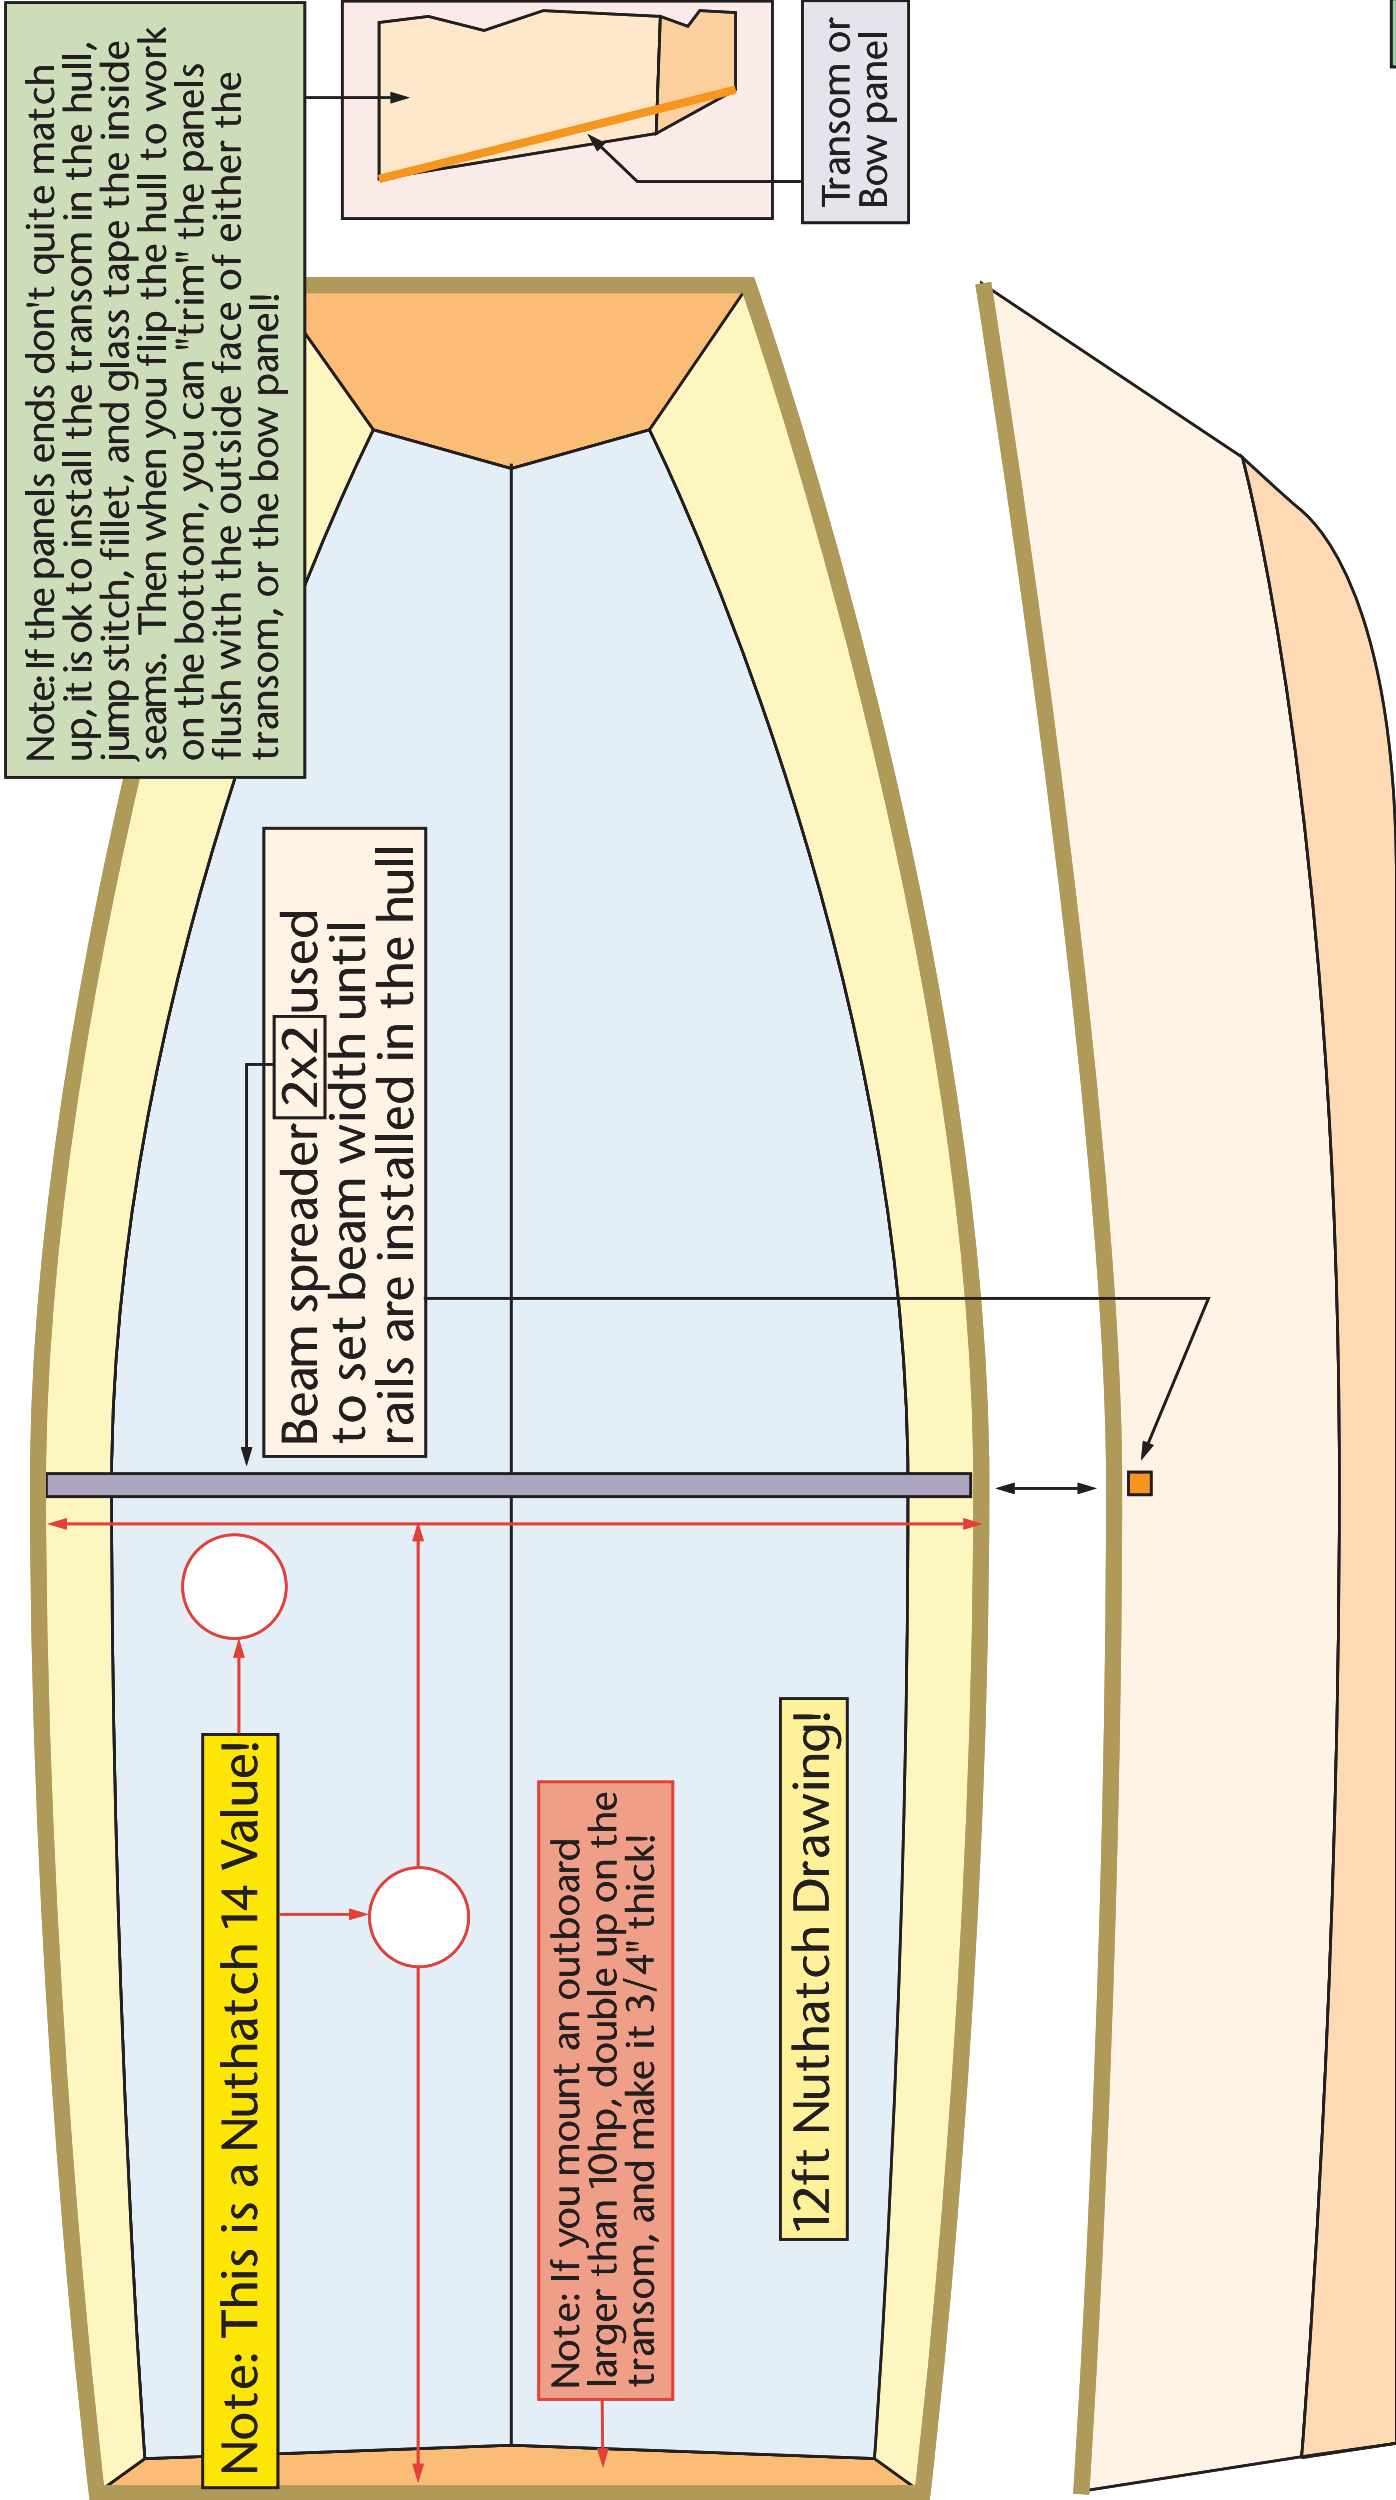 Note: If the panels ends don't quite match
up, it is ok to install the transom in the hull,
jump stitch, fillet, and glass tape the inside
seams. Then when you flip the hull to work
on the bottom, you can "trim" the panels
flush with the outside face of either the
transom, or the bow panel!
Transom or
Bow panel
Beam spreader 2x2 used
to set beam width until
rails are installed in the hull
Note: This is a Nuthatch 14 Value!
Note: If you mount an outboard
larger than 10hp, double up on the
transom, and make it 3/4" thick!
12ft Nuthatch Drawing!